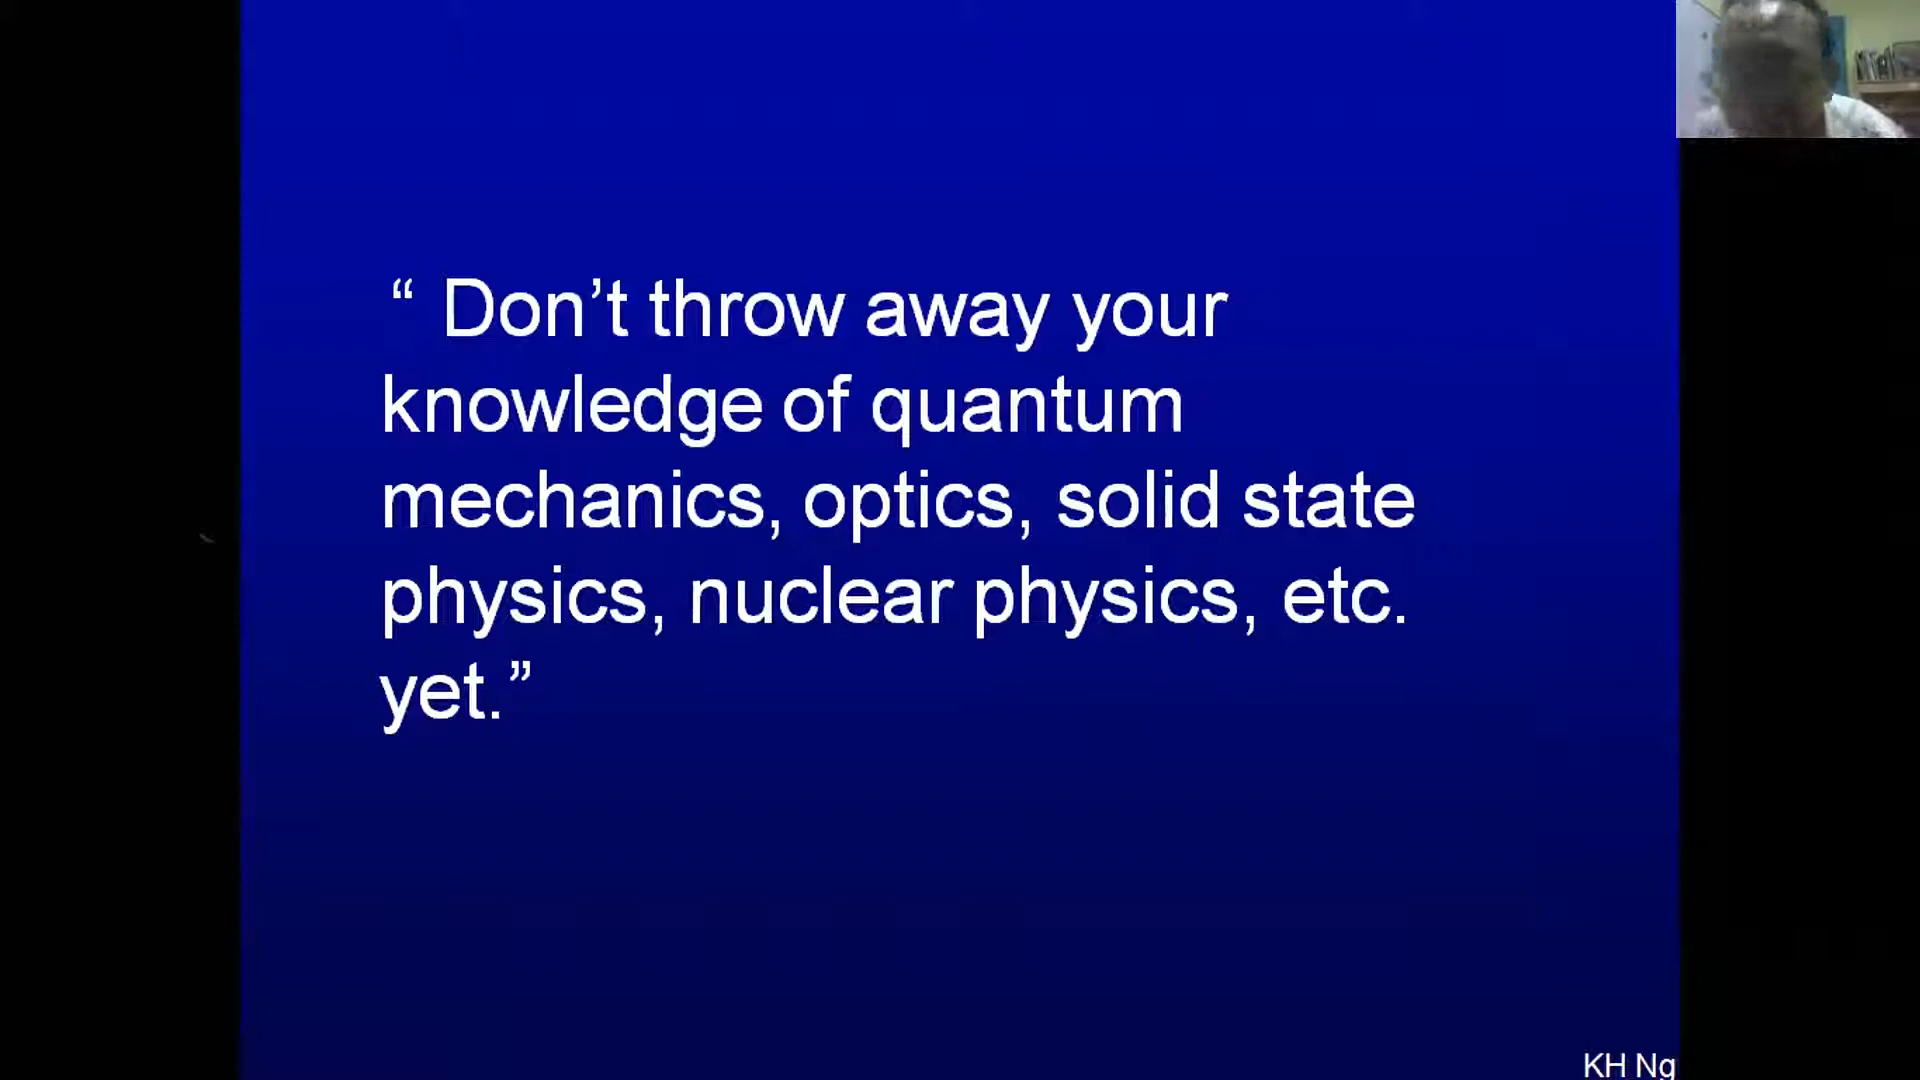 “ Don’t throw away your
knowledge of quantum
mechanics, optics, solid state
physics, nuclear physics, etc.
yet.”
KH Ng